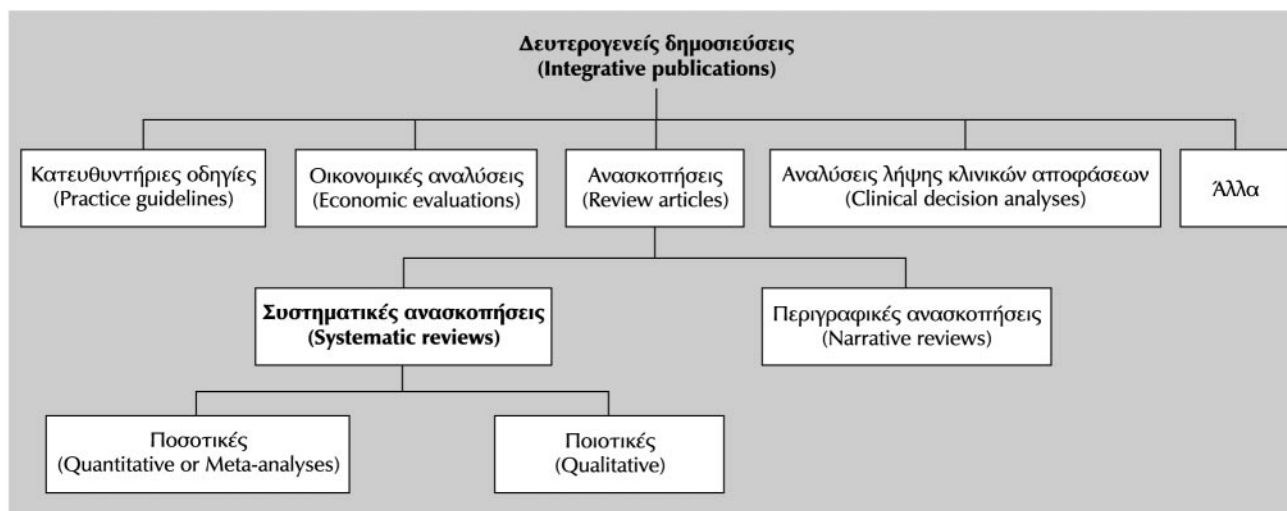 Δευτερογενείς δημοσιεύσεις
(Integrative publications)
Κατευθυντήριες οδηγίες
(Practice guidelines)
Οικονομικές αναλύσεις
(Economic evaluations)
Ανασκοπήσεις
(Review articles)
Αναλύσεις λήψης κλινικών αποφάσεων
(Clinical decision analyses)
Άλλα
Συστηματικές ανασκοπήσεις
(Systematic reviews)
Περιγραφικές ανασκοπήσεις
(Narrative reviews)
Ποσοτικές
(Quantitative or Meta-analyses)
Ποιοτικές
(Qualitative)